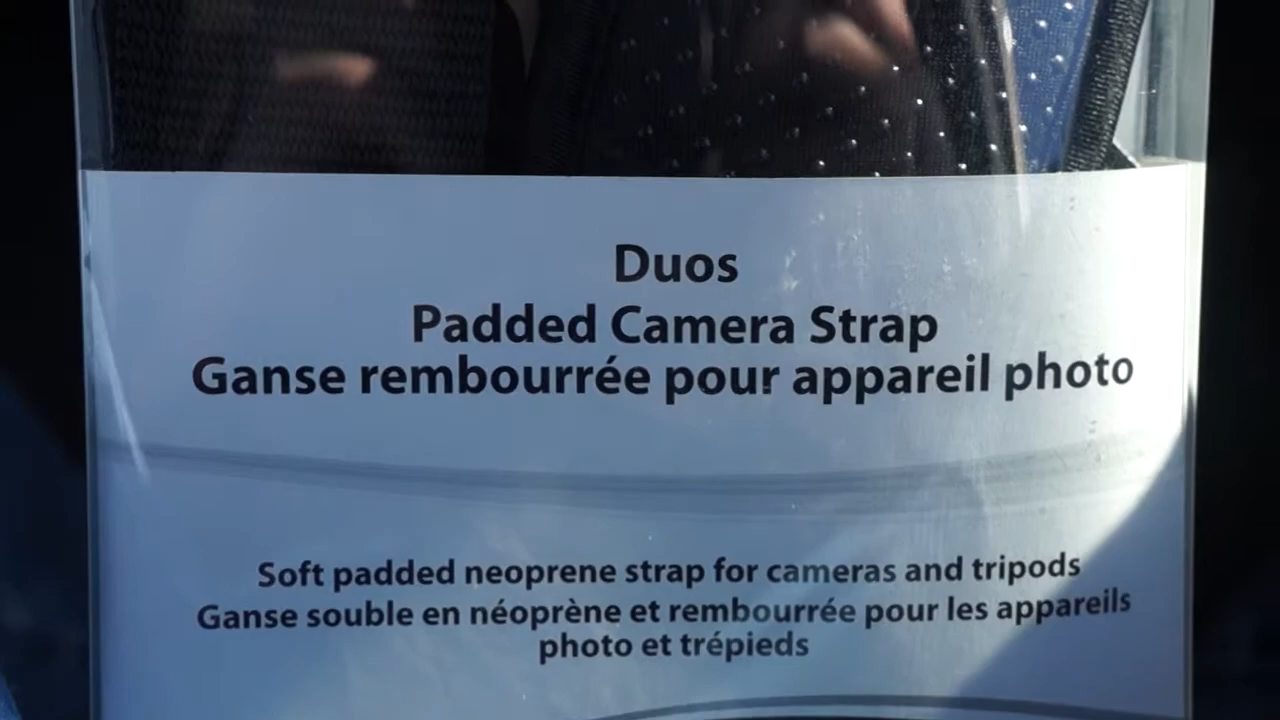 Duos
Padded Camera Strap
Ganse rembourrée pour appareil photo
Soft padded neoprene strap for cameras and tripods
Ganse souble en néoprène et rembourrée pour les appareils
photo et trépieds